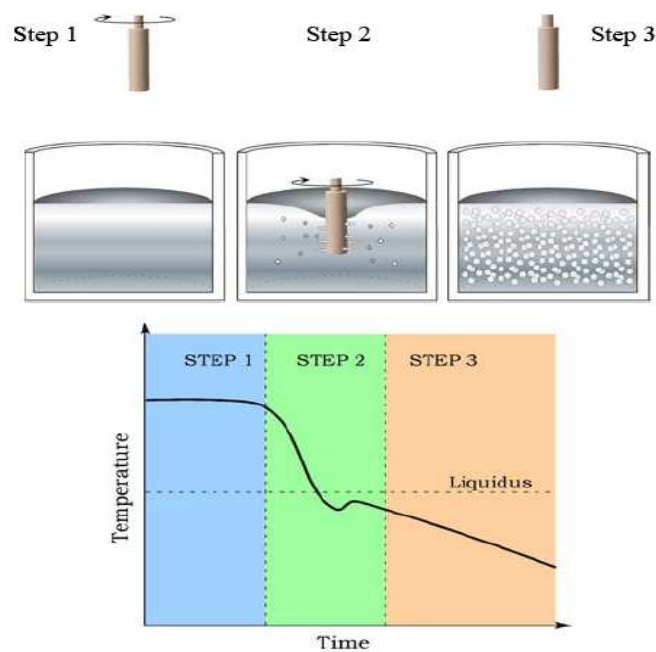 Step 1
Step 2
Step 3
STEP 1
STEP 2
STEP 3
Liquidus
Temperature
Time